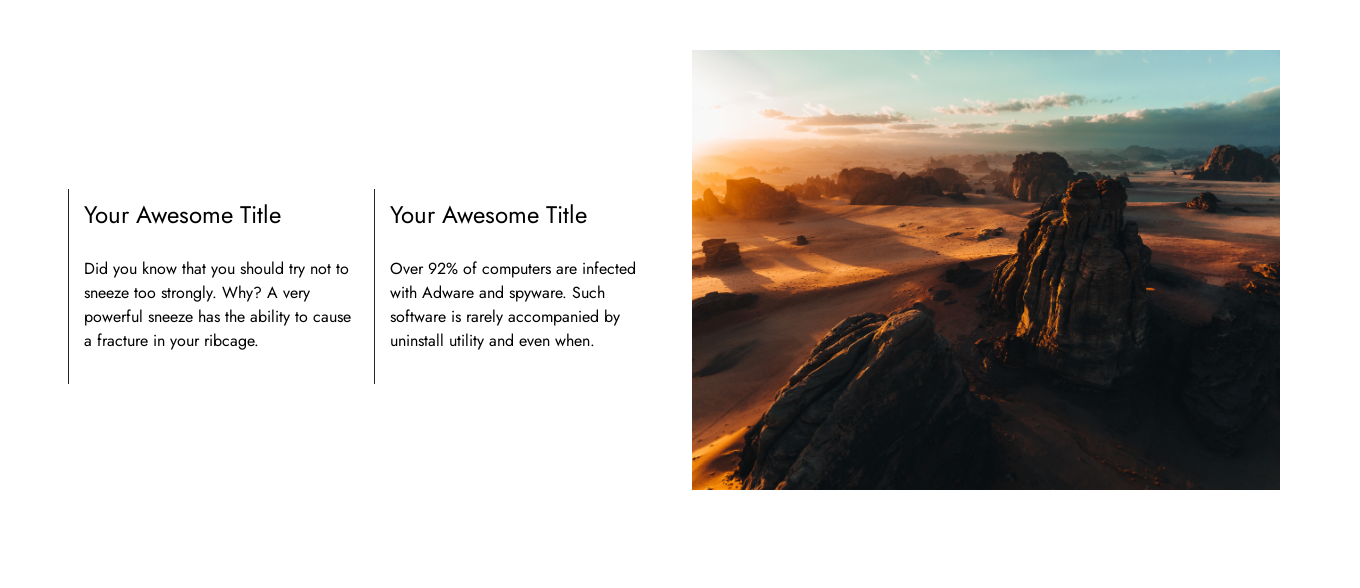 Your Awesome Title
Did you know that you should try not to
sneeze too strongly. Why? A very
powerful sneeze has the ability to cause
a fracture in your ribcage.
Your Awesome Title
Over 92% of computers are infected
with Adware and spyware. Such
software is rarely accompanied by
uninstall utility and even when.